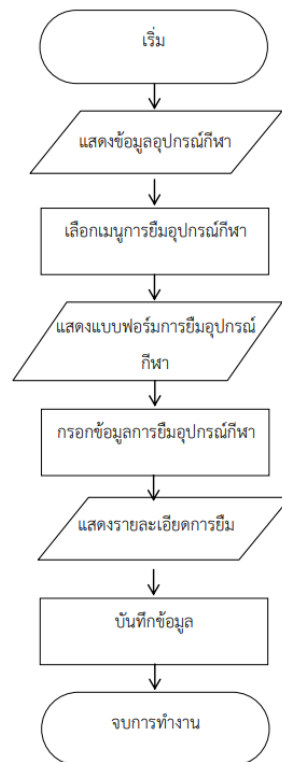 เริ่ม
แสดงข้อมูลอุปกรณ์กีฬา
เลือกเมนูการยืมอุปกรณ์กีฬา
แสดงแบบฟอร์มการยืมอุปกรณ์
กีฬา
กรอกข้อมูลการยืมอุปกรณ์กีฬา
แสดงรายละเอียดการยืม
บันทึกข้อมูล
จบการทำงาน